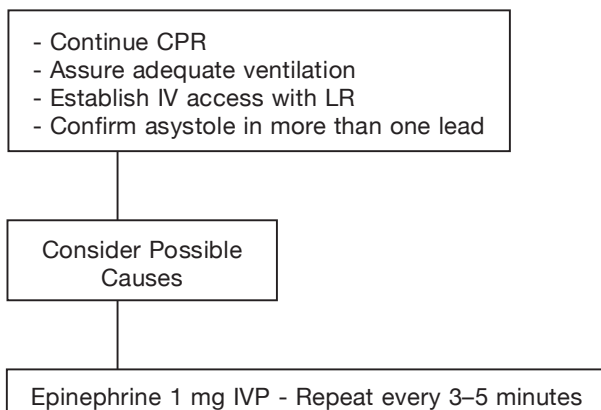 - Continue CPR
- Assure adequate ventilation
- Establish IV access with LR
- Confirm asystole in more than one lead
Consider Possible
Causes
Epinephrine 1 mg IVP - Repeat every 3–5 minutes